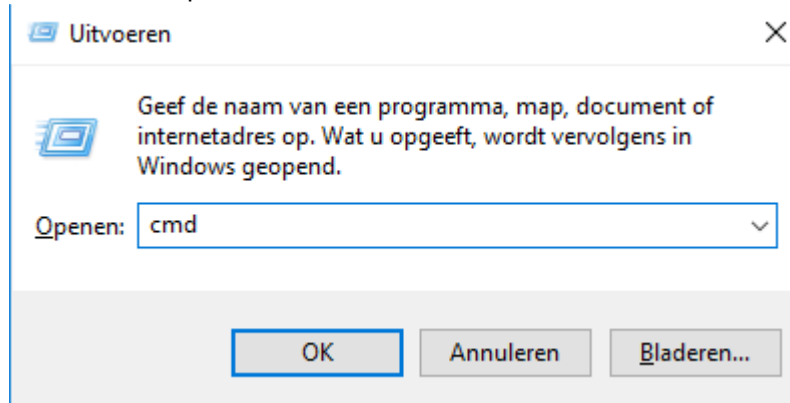 Uitvoeren
Geef de naam van een programma, map, document of
internetadres op. Wat u opgeeft, wordt vervolgens in
Windows geopend.
Openen: cmd
OK Annuleren Bladeren...